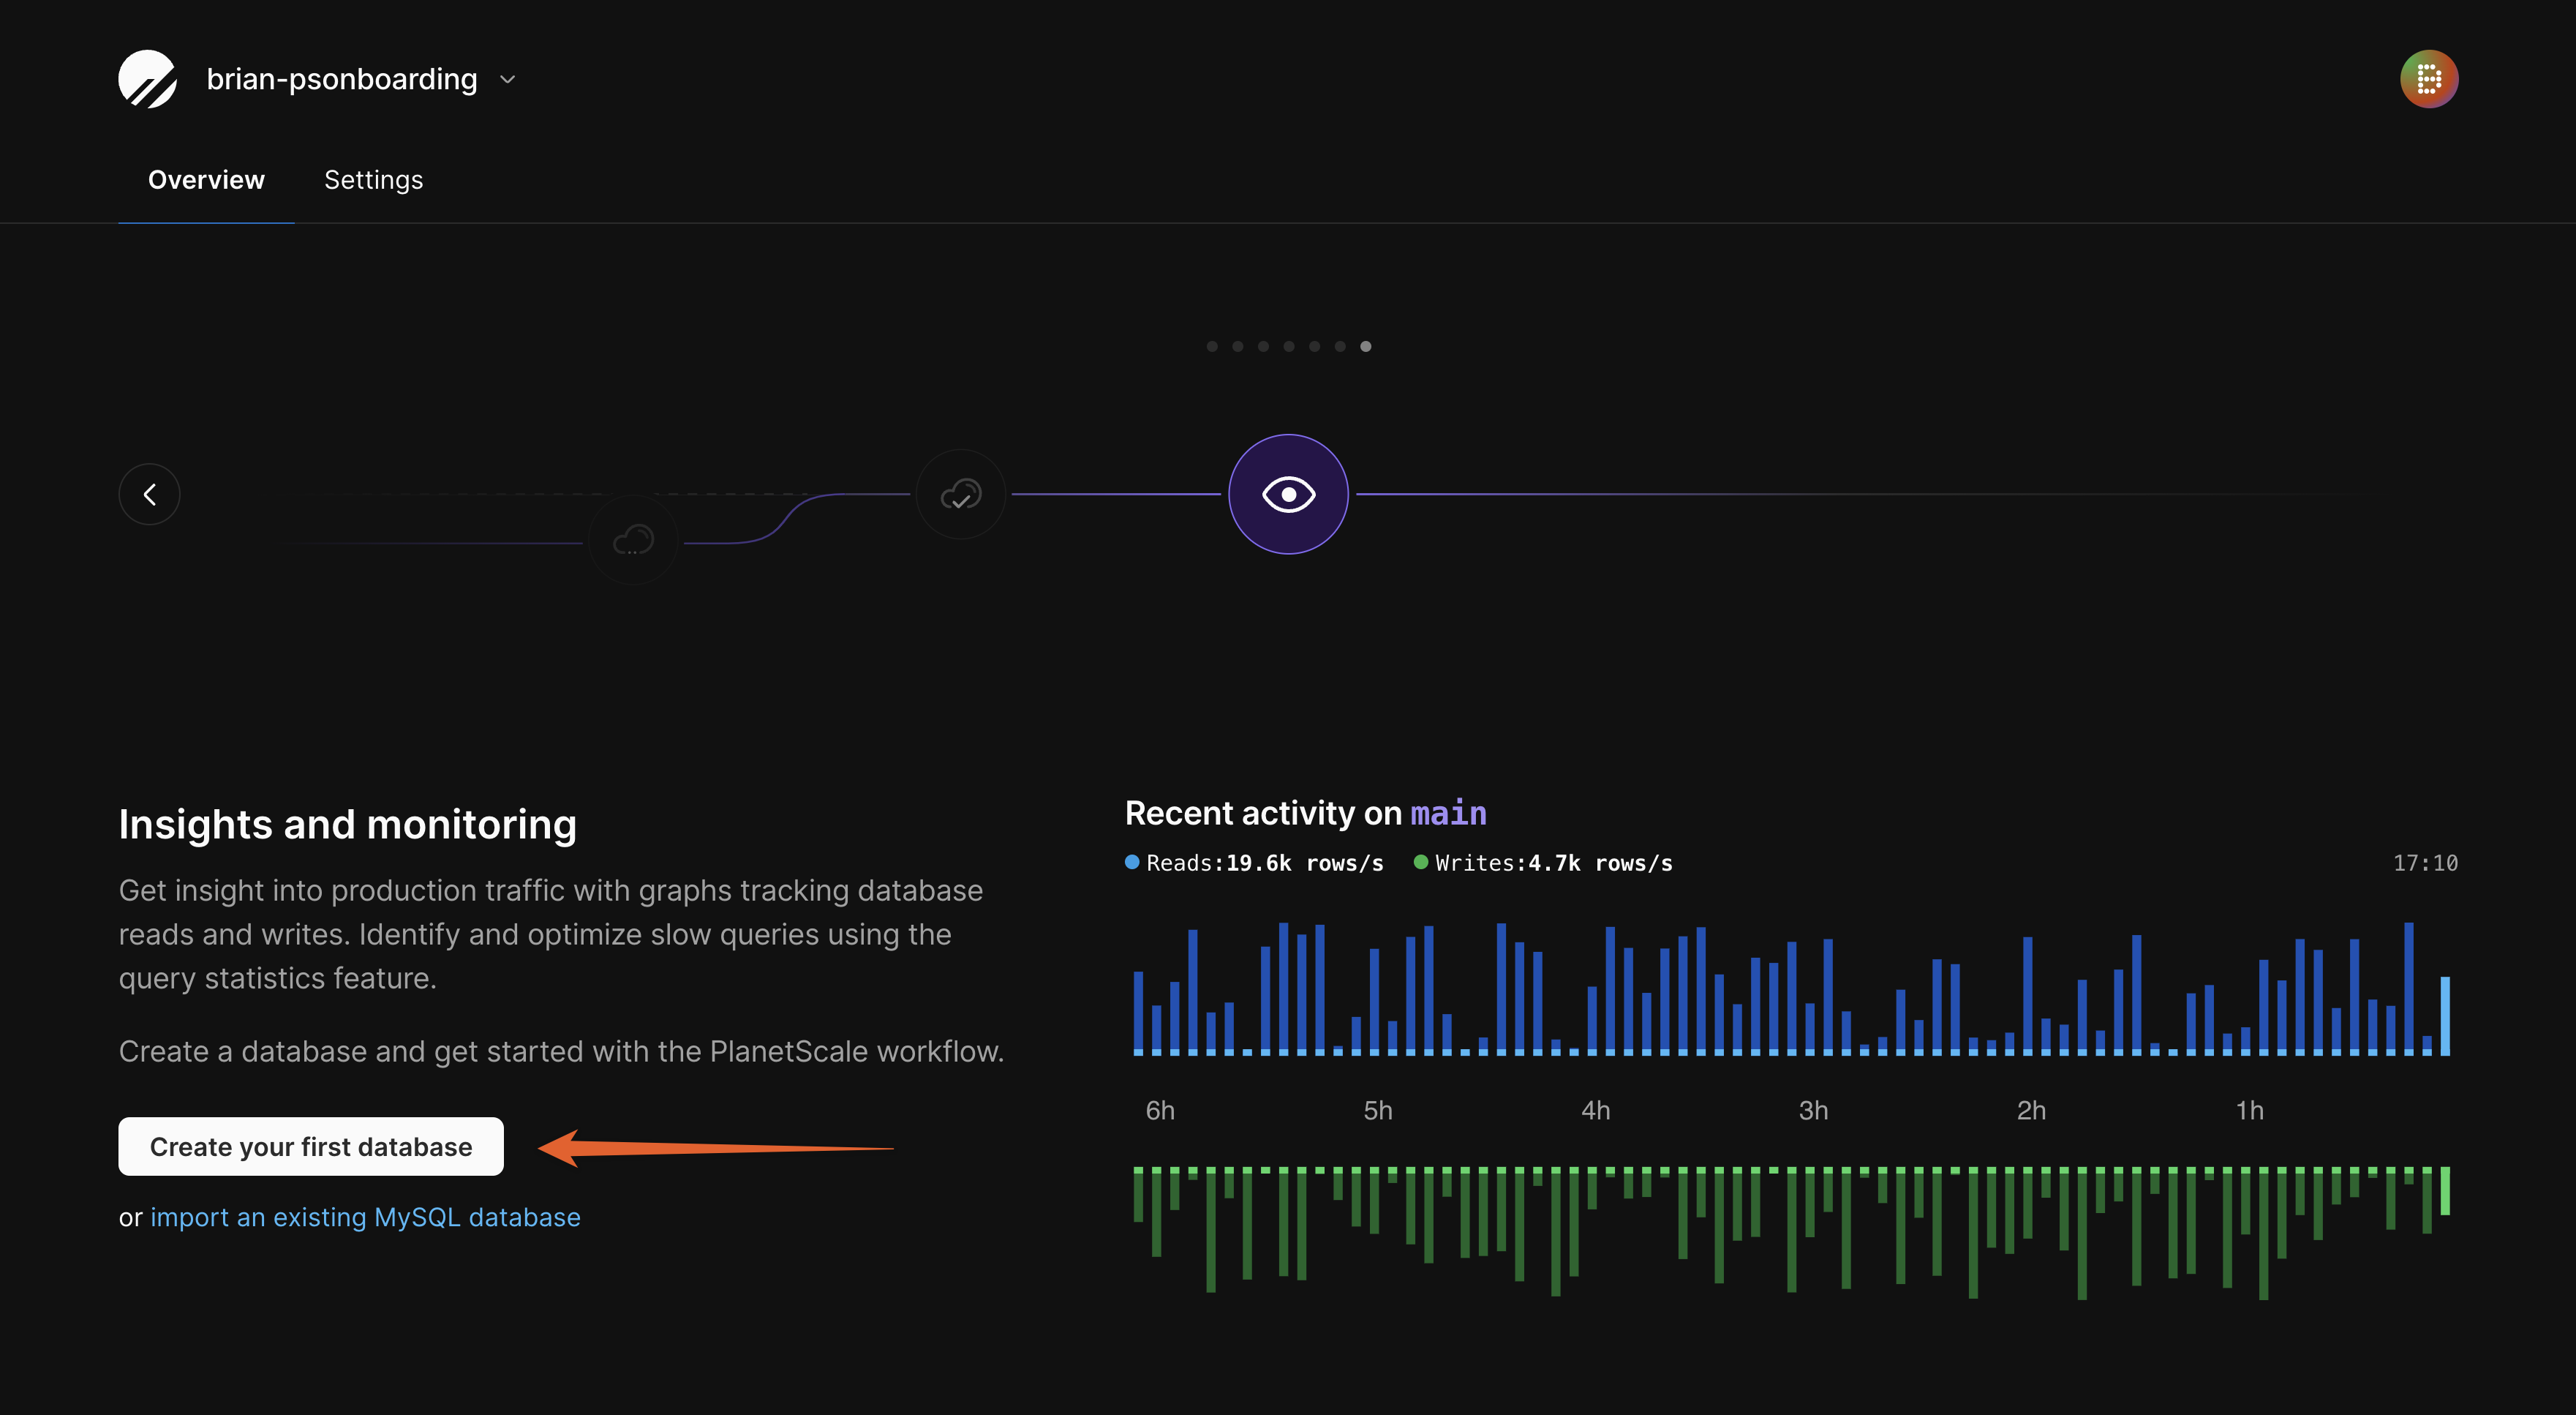 brian-psonboarding
B
Overview Settings
Insights and monitoring
Get insight into production traffic with graphs tracking database
reads and writes. Identify and optimize slow queries using the
query statistics feature.
Create a database and get started with the PlanetScale workflow.
Create your first database
or import an existing MySQL database
Recent activity on main
Reads:19.6k rows/s Writes:4.7k rows/s 17:10
6h 5h 4h 3h 2h 1h